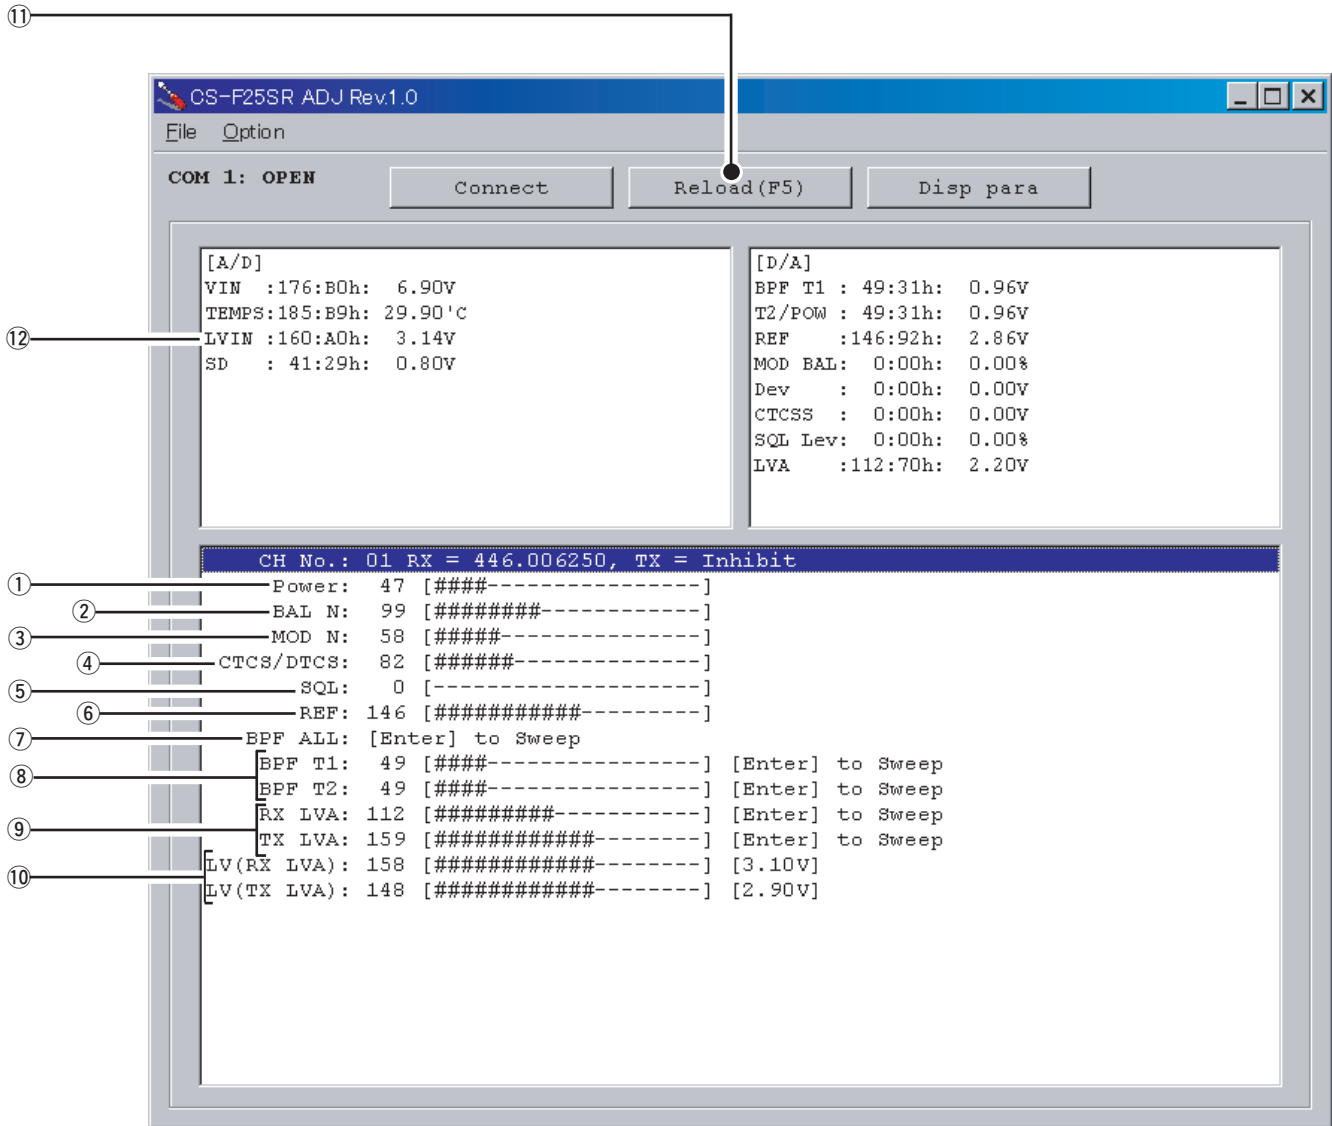 ⑪
CS-F25SR ADJ Rev.1.0
File Option
COM 1: OPEN Connect Reload(F5) Disp para
[A/D]
VIN :176:B0h: 6.90V
TEMPS:185:B9h: 29.90'C
⑫ LVIN :160:A0h: 3.14V
SD : 41:29h: 0.80V
[D/A]
BPF T1 : 49:31h: 0.96V
T2/POW : 49:31h: 0.96V
REF :146:92h: 2.86V
MOD BAL: 0:00h: 0.00%
Dev : 0:00h: 0.00V
CTCSS : 0:00h: 0.00V
SQL Lev: 0:00h: 0.00%
LVA :112:70h: 2.20V
CH No.: 01 RX = 446.006250, TX = Inhibit
① Power: 47 [####----------------]
② BAL N: 99 [########------------]
③ MOD N: 58 [#####---------------]
④ CTCS/DTCS: 82 [######--------------]
⑤ SQL: 0 [--------------------]
⑥ REF: 146 [###########---------]
⑦ BPF ALL: [Enter] to Sweep
⑧ BPF T1: 49 [####----------------] [Enter] to Sweep
BPF T2: 49 [####----------------] [Enter] to Sweep
⑨ RX LVA: 112 [#########-----------] [Enter] to Sweep
TX LVA: 159 [############--------] [Enter] to Sweep
⑩ LV(RX LVA): 158 [############--------] [3.10V]
LV(TX LVA): 148 [############--------] [2.90V]